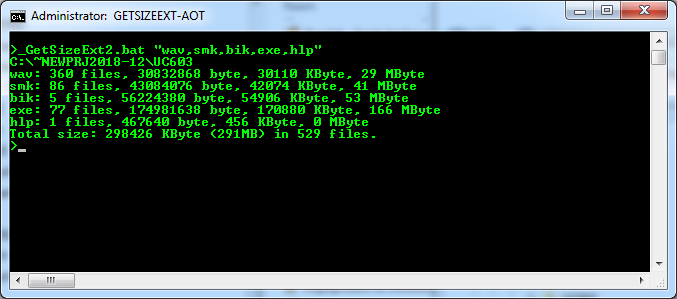 Administrator: GETSIZEEXT-AOT
>_GetSizeExt2.bat "wav,smk,bik,exe,hlp"
C:\~NEWPRJ2018-12\UC603
wav: 360 files, 30832868 byte, 30110 KByte, 29 MByte
smk: 86 files, 43084076 byte, 42074 KByte, 41 MByte
bik: 5 files, 56224380 byte, 54906 KByte, 53 MByte
exe: 77 files, 174981638 byte, 170880 KByte, 166 MByte
hlp: 1 files, 467640 byte, 456 KByte, 0 MByte
Total size: 298426 KByte (291MB) in 529 files.
>_